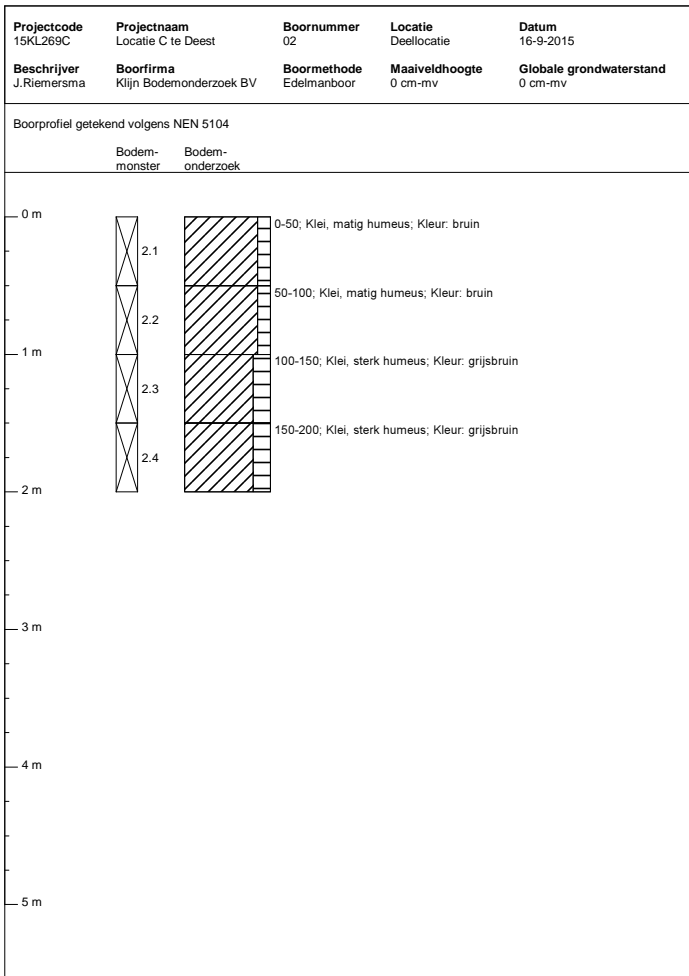 Projectcode Projectnaam Boornummer Locatie Datum
15KL269C Locatie C te Deest 02 Deellocatie 16-9-2015
Beschrijver Boorfirma Boormethode Maaiveldhoogte Globale grondwaterstand
J.Riemersma Klijn Bodemonderzoek BV Edelmanboor 0 cm-mv 0 cm-mv
Boorprofiel getekend volgens NEN 5104
Bodem- Bodem-
monster onderzoek
0 m
0-50; Klei, matig humeus; Kleur: bruin
2.1
50-100; Klei, matig humeus; Kleur: bruin
2.2
1 m
100-150; Klei, sterk humeus; Kleur: grijsbruin
2.3
150-200; Klei, sterk humeus; Kleur: grijsbruin
2.4
2 m
3 m
4 m
5 m